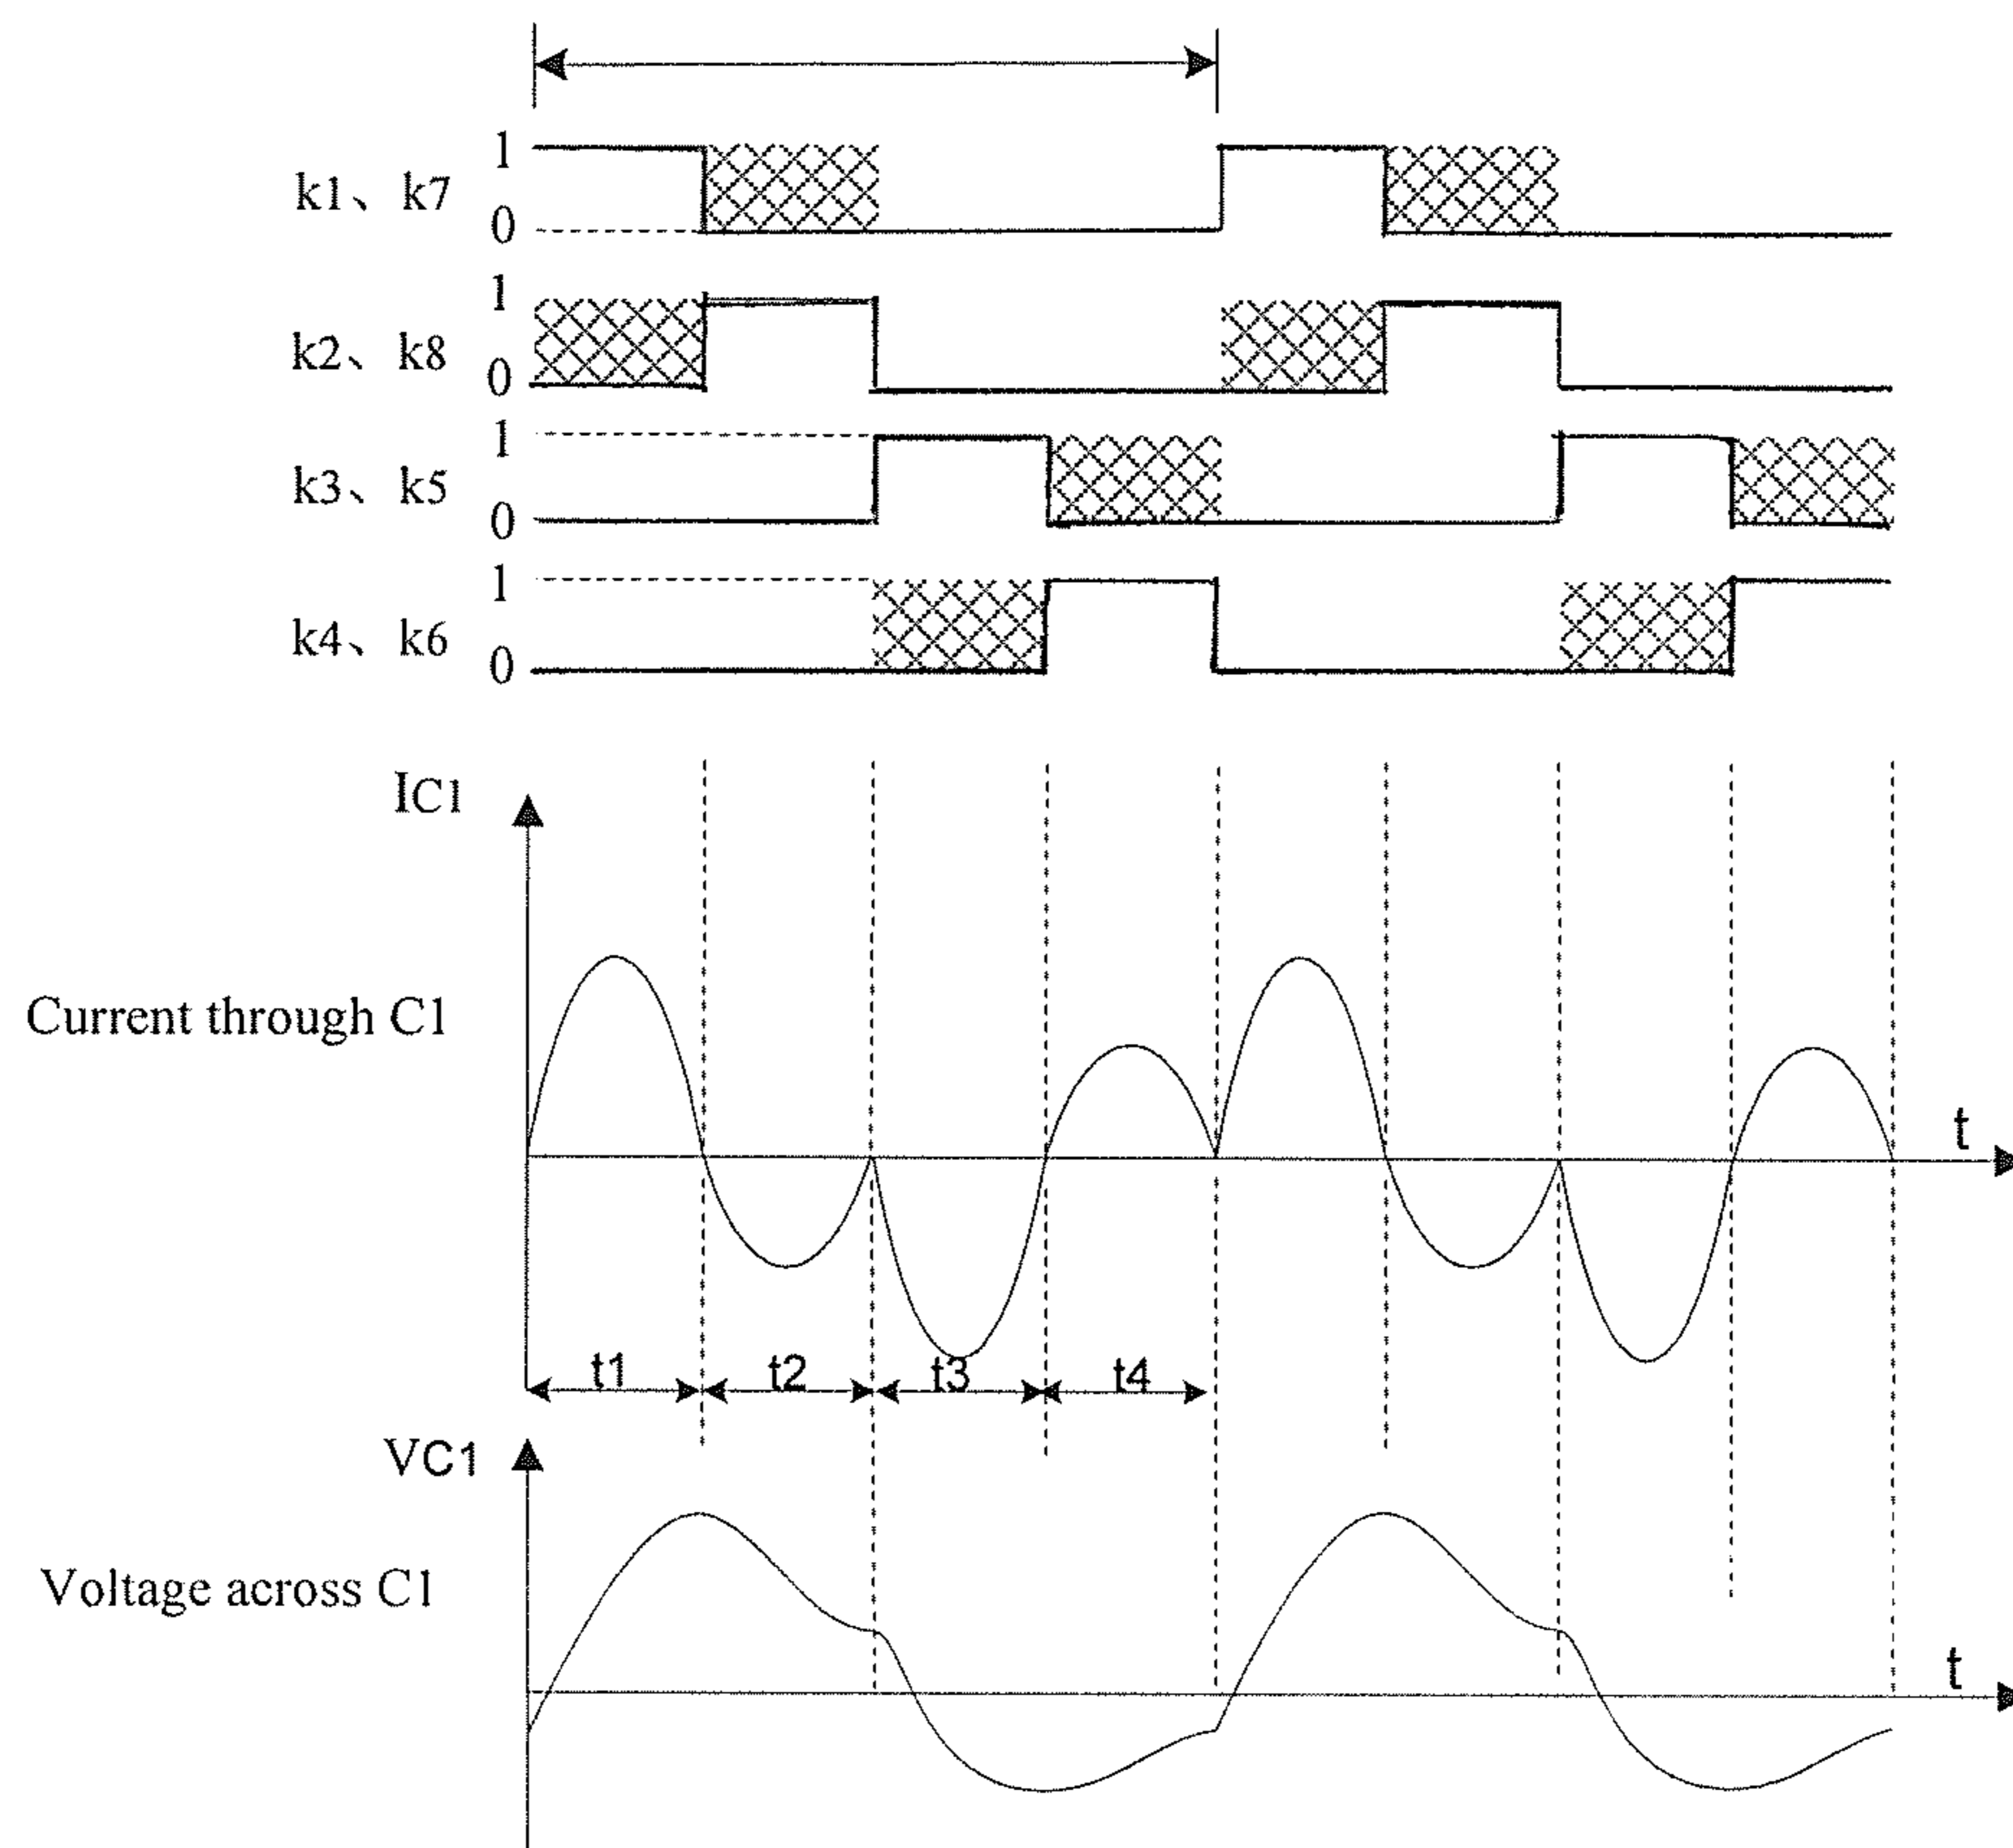 1
k1、k7
0
1
k2、k8
0
1
k3、k5
0
1
k4、k6
0
IC1
Current through C1
t
t1 t2 t3 t4
VC1
Voltage across C1
t